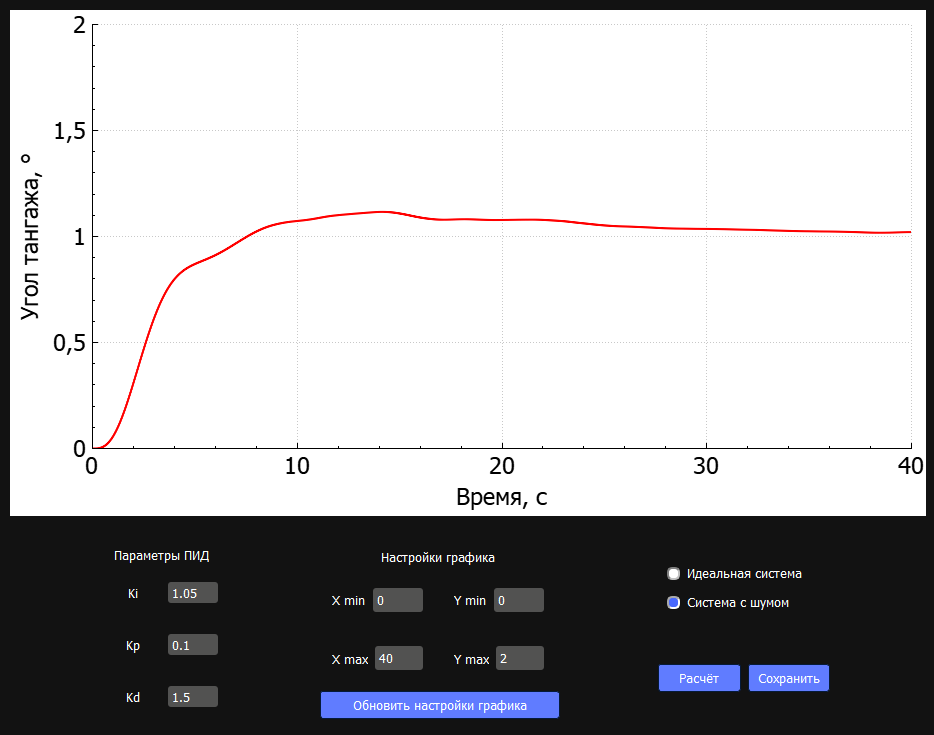 2
1,5
1
0,5
0
Угол тангажа, °
0 10 20 30 40
Время, с
Параметры ПИД
Ki 1.05
Kp 0.1
Kd 1.5
Настройки графика
X min 0 Y min 0
X max 40 Y max 2
Обновить настройки графика
Идеальная система
Система с шумом
Расчёт Сохранить